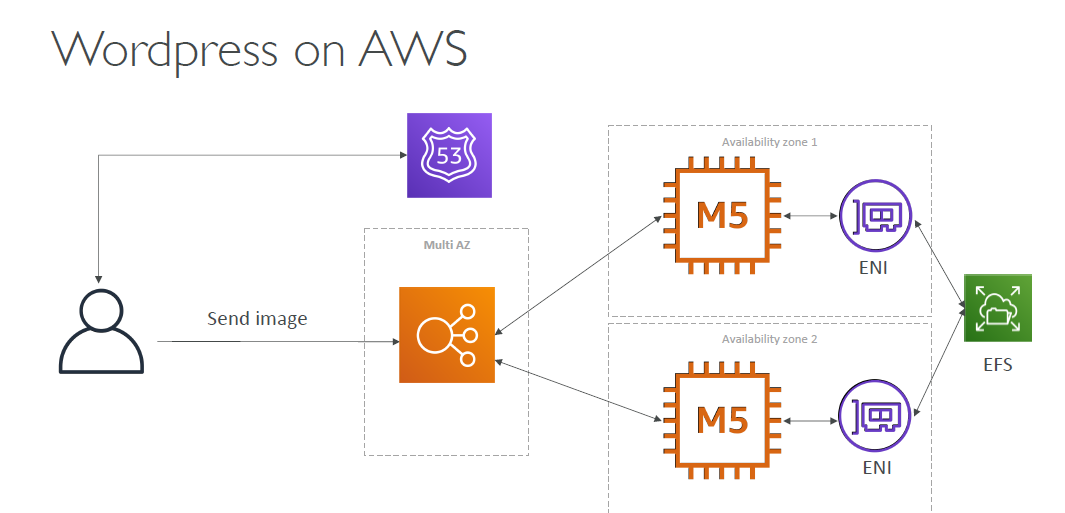 Wordpress on AWS
53
Availability zone 1
M5
ENI
Multi AZ
Send image
EFS
Availability zone 2
M5
ENI